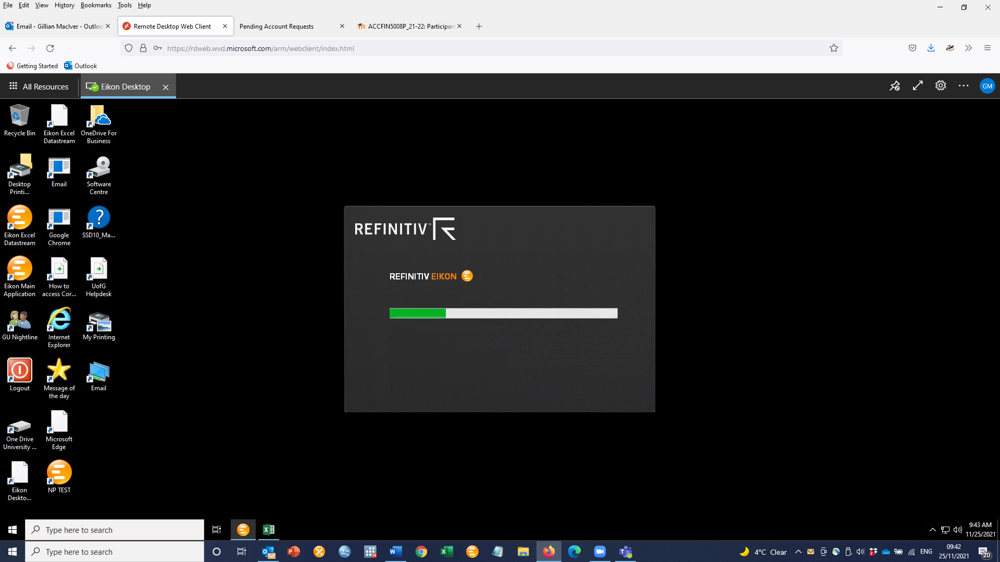 File Edit View History Bookmarks Tools Help
Email - Gillian MacIver - Outloo
Remote Desktop Web Client
Pending Account Requests
ACCFIN5008P_21-22: Participan
https://rdweb.wvd.microsoft.com/arm/webclient/index.html
Getting Started
Outlook
All Resources
Eikon Desktop
GM
Recycle Bin
Eikon Excel
Datastream
OneDrive For
Business
Desktop
Printi...
Email
Software
Centre
Eikon Excel
Datastream
Google
Chrome
SSD10_Ma...
Eikon Main
Application
How to
access Cor...
UofG
Helpdesk
GU Nightline
Internet
Explorer
My Printing
Logout
Message of
the day
Email
One Drive
University ...
Microsoft
Edge
Eikon
Deskto...
NP TEST
REFINITIV™
REFINITIV EIKON
Type here to search
9:43 AM
11/25/2021
Type here to search
14
4°C Clear
2
ENG
09:42
25/11/2021
20